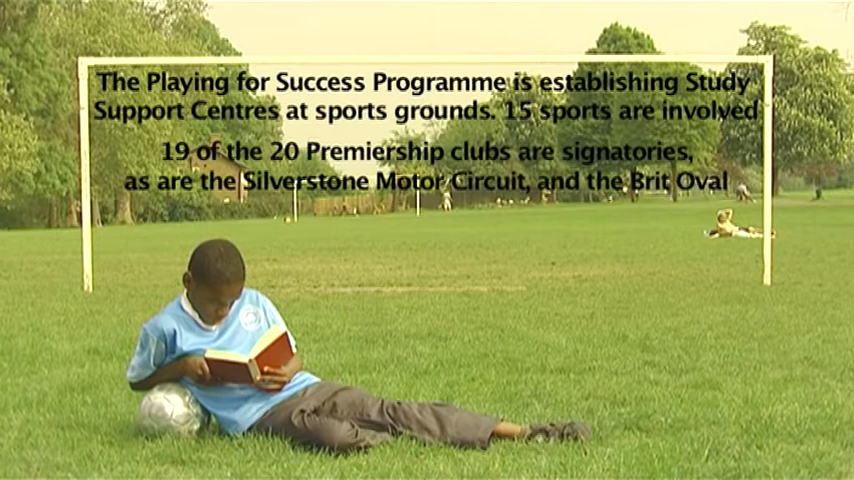 The Playing for Success Programme is establishing Study
Support Centres at sports grounds. 15 sports are involved
19 of the 20 Premiership clubs are signatories,
as are the Silverstone Motor Circuit, and the Brit Oval